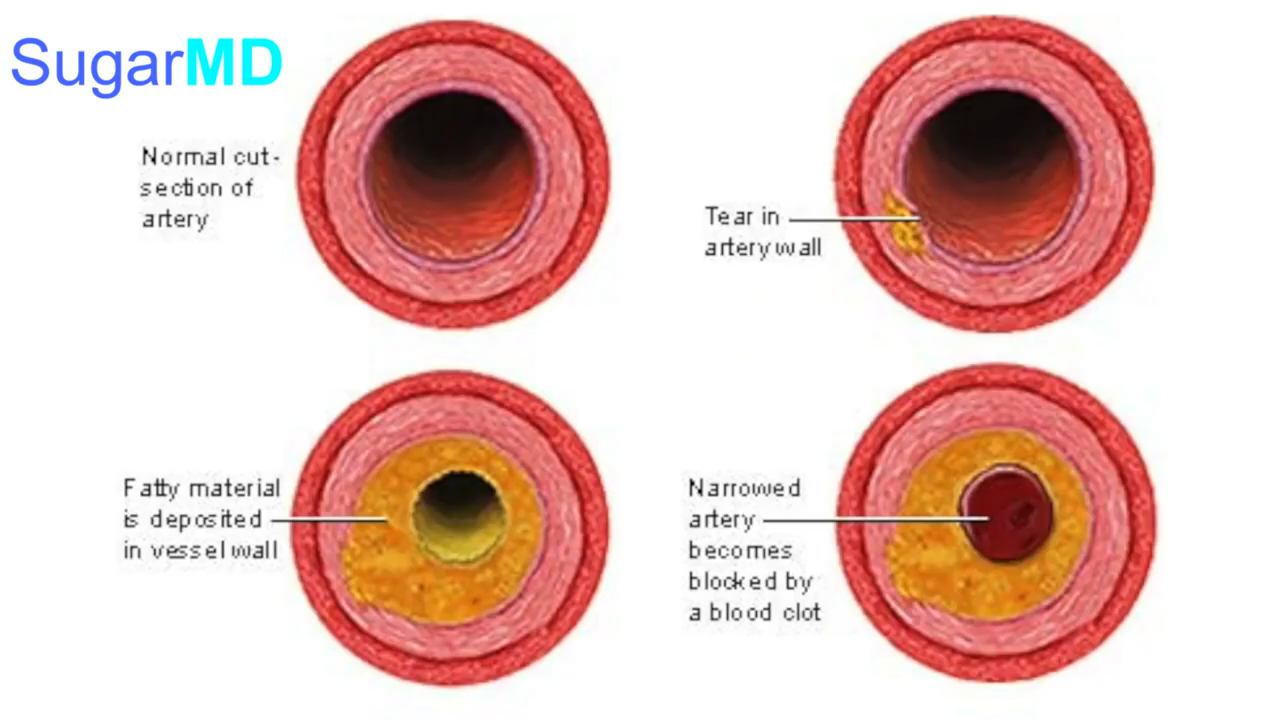 SugarMD
Normal cut-
section of
artery
Tear in
artery wall
Fatty material
is deposited
in vessel wall
Narrowed
artery
becomes
blocked by
a blood clot